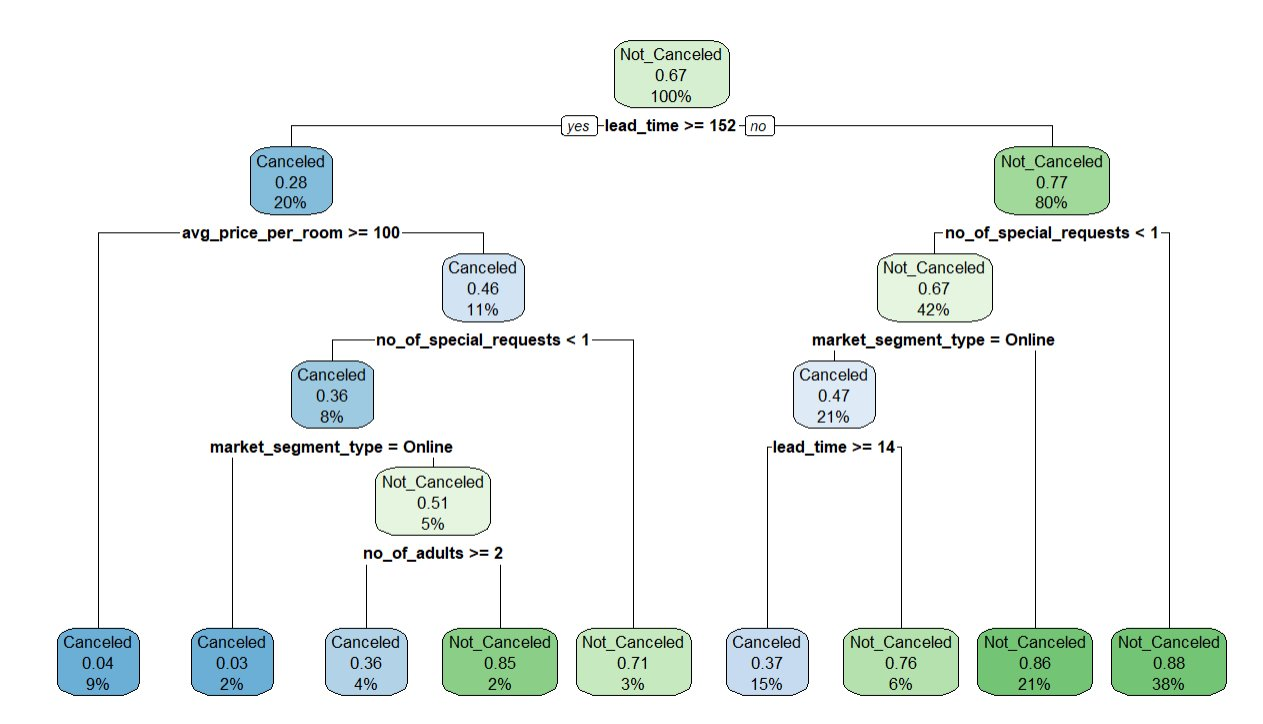 Not_Canceled
0.67
100%
yes lead_time >= 152 no
Canceled
0.28
20%
Not_Canceled
0.77
80%
avg_price_per_room >= 100
no_of_special_requests < 1
Canceled
0.46
11%
Not_Canceled
0.67
42%
no_of_special_requests < 1
market_segment_type = Online
Canceled
0.36
8%
Canceled
0.47
21%
market_segment_type = Online
lead_time >= 14
Not_Canceled
0.51
5%
no_of_adults >= 2
Canceled
0.04
9%
Canceled
0.03
2%
Canceled
0.36
4%
Not_Canceled
0.85
2%
Not_Canceled
0.71
3%
Canceled
0.37
15%
Not_Canceled
0.76
6%
Not_Canceled
0.86
21%
Not_Canceled
0.88
38%